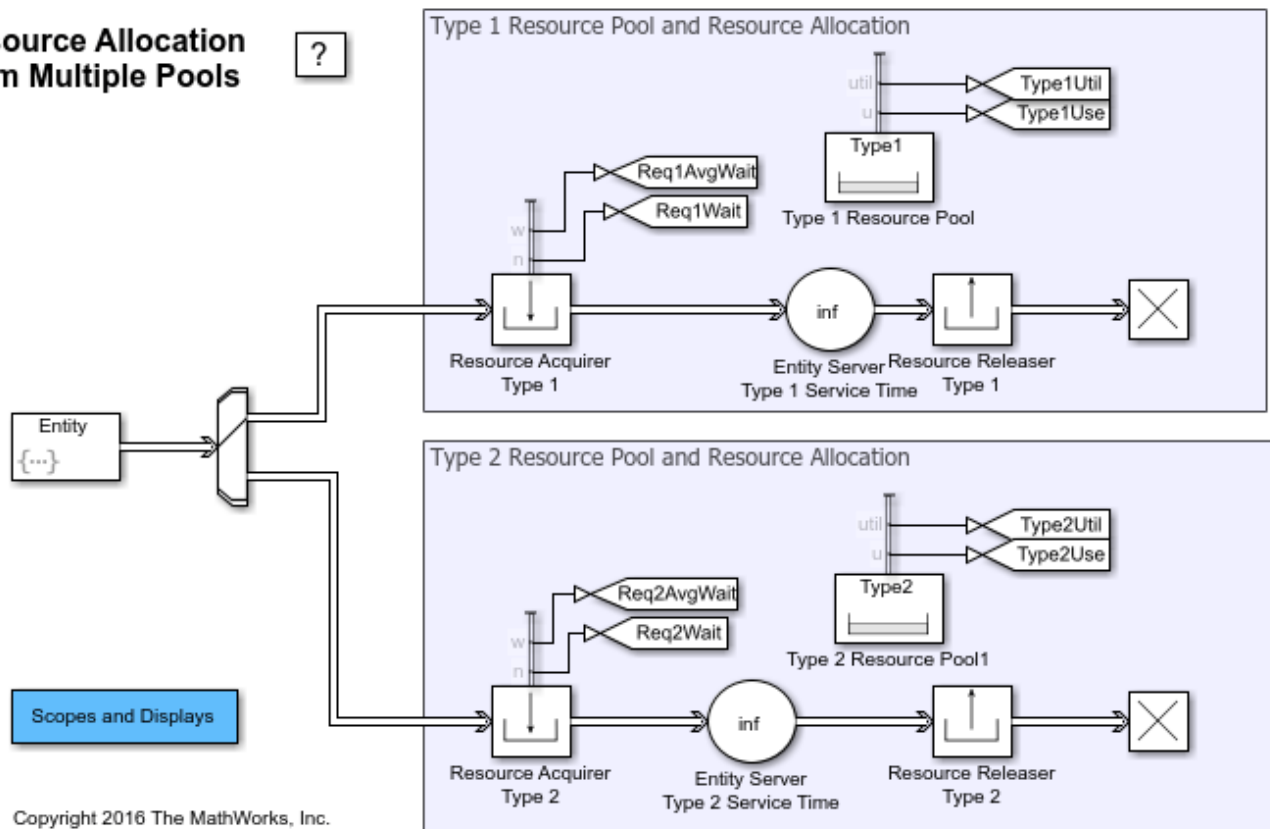 ource Allocation
m Multiple Pools
?
Type 1 Resource Pool and Resource Allocation
util
Type1Util
u
Type1Use
Type1
Type 1 Resource Pool
Req1AvgWait
Req1Wait
w
n
inf
Resource Acquirer
Type 1
Entity Server
Type 1 Service Time
Resource Releaser
Type 1
Entity
{...}
Type 2 Resource Pool and Resource Allocation
util
Type2Util
u
Type2Use
Type2
Type 2 Resource Pool1
Req2AvgWait
Req2Wait
w
n
inf
Resource Acquirer
Type 2
Entity Server
Type 2 Service Time
Resource Releaser
Type 2
Scopes and Displays
Copyright 2016 The MathWorks, Inc.